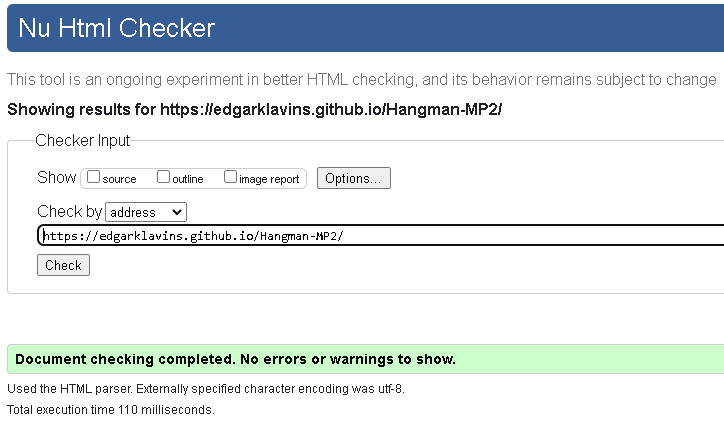 Nu Html Checker
This tool is an ongoing experiment in better HTML checking, and its behavior remains subject to change
Showing results for https://edgarklavins.github.io/Hangman-MP2/
Checker Input
Show source outline image report Options...
Check by address
https://edgarklavins.github.io/Hangman-MP2/
Check
Document checking completed. No errors or warnings to show.
Used the HTML parser. Externally specified character encoding was utf-8.
Total execution time 110 milliseconds.